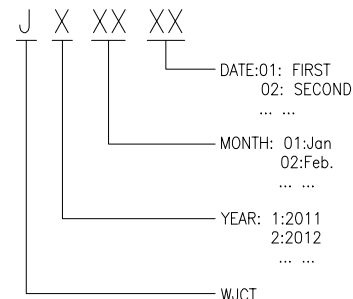 J X XX XX
DATE:01: FIRST
02: SECOND
... ...
MONTH: 01:Jan
02:Feb.
... ...
YEAR: 1:2011
2:2012
... ...
WJCT